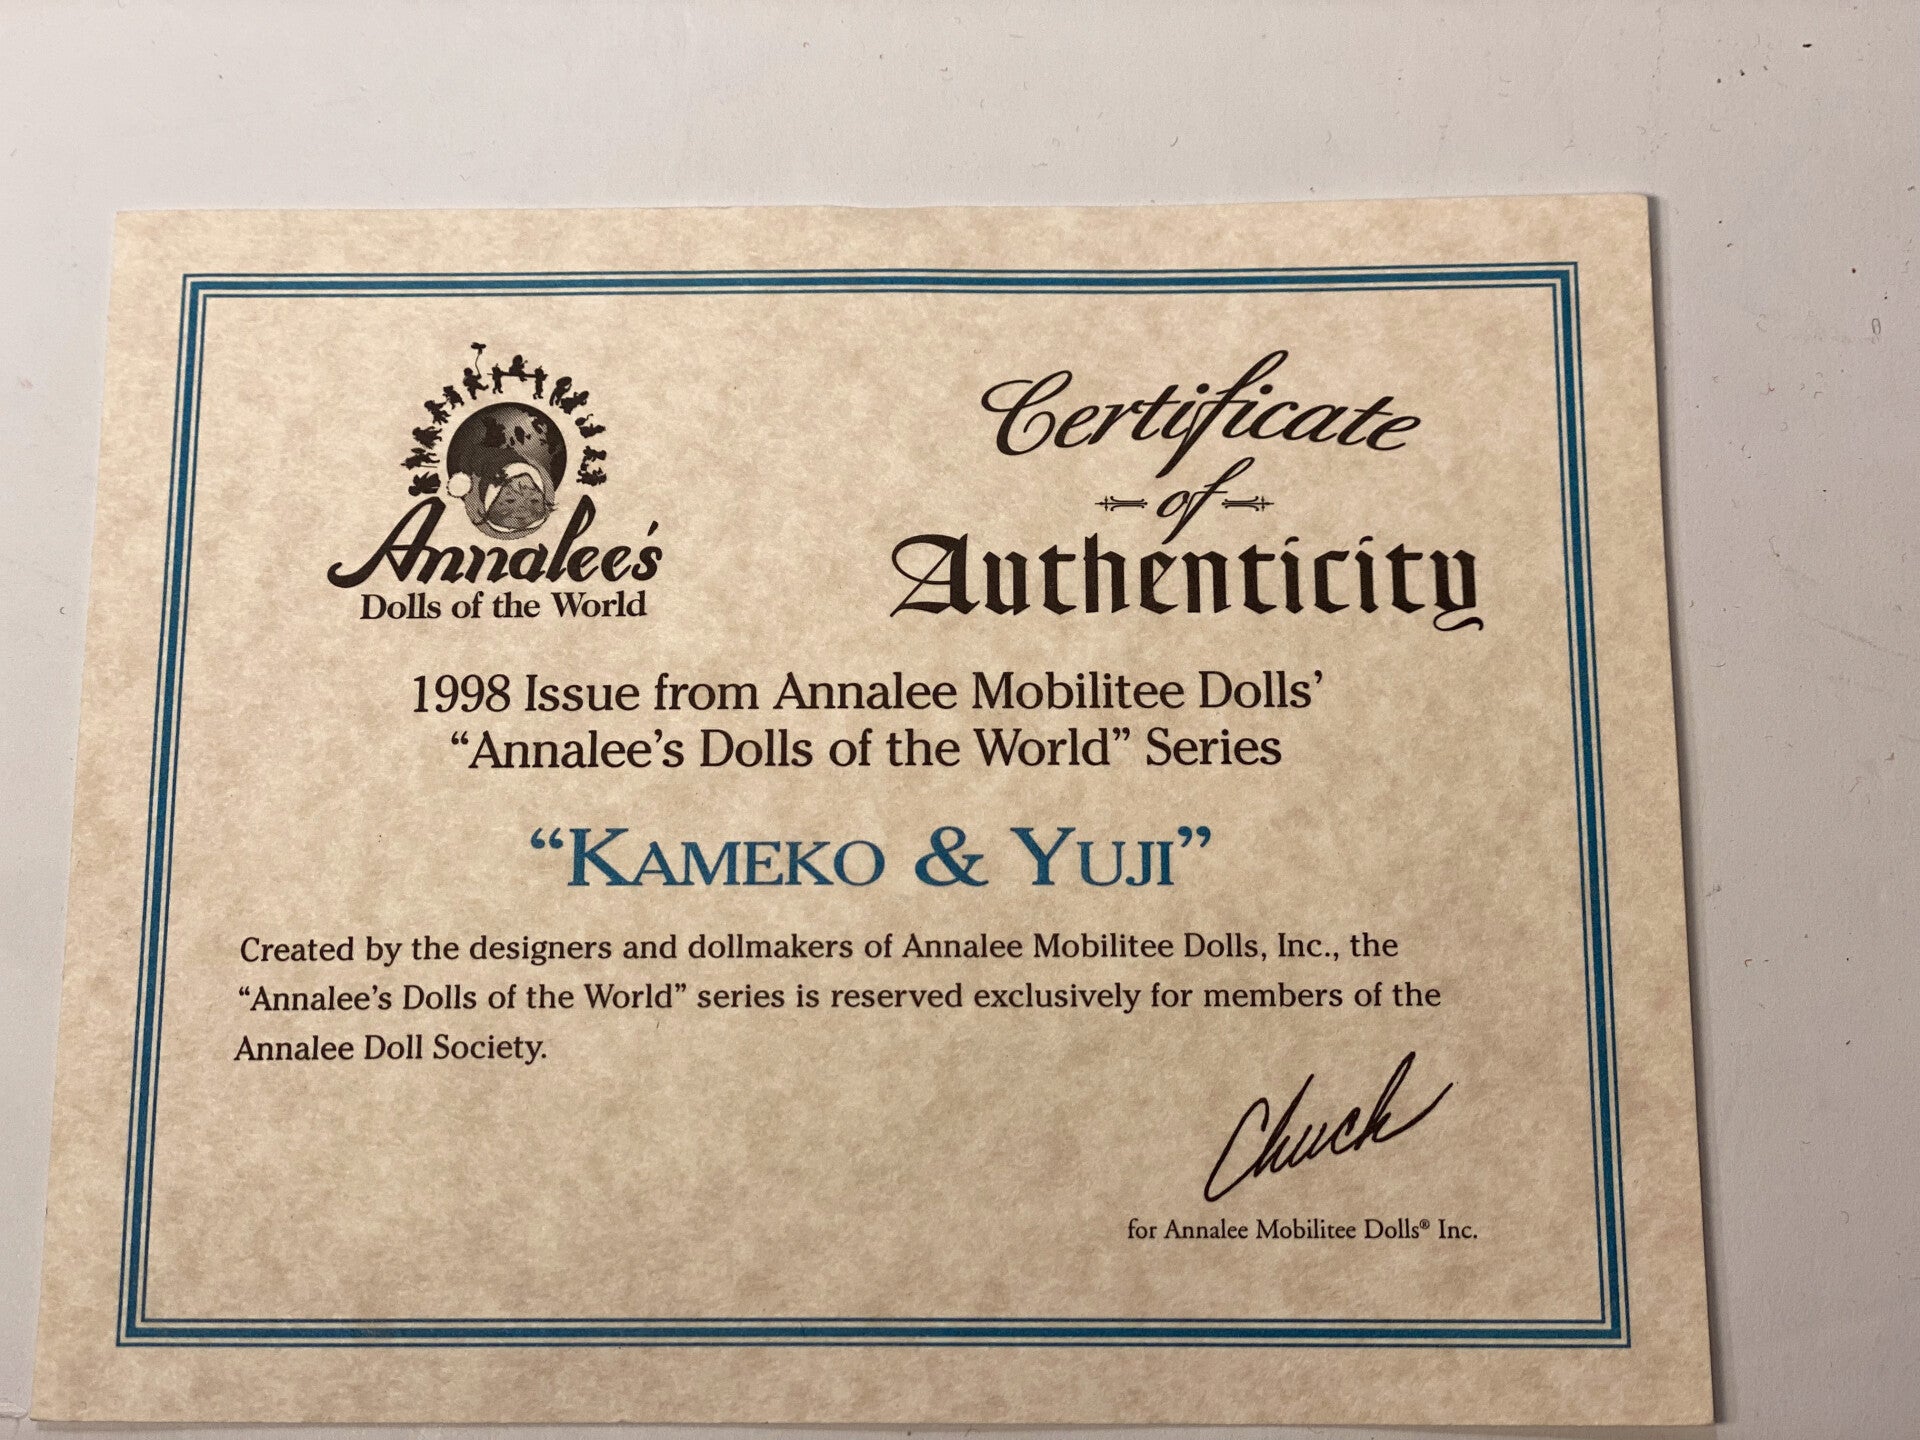 Annalee's
Dolls of the World
Certificate
of
Authenticity
1998 Issue from Annalee Mobilitee Dolls’
“Annalee’s Dolls of the World” Series
“KAMEKO & YUJI”
Created by the designers and dollmakers of Annalee Mobilitee Dolls, Inc., the
“Annalee’s Dolls of the World” series is reserved exclusively for members of the
Annalee Doll Society.
Chuck
for Annalee Mobilitee Dolls® Inc.